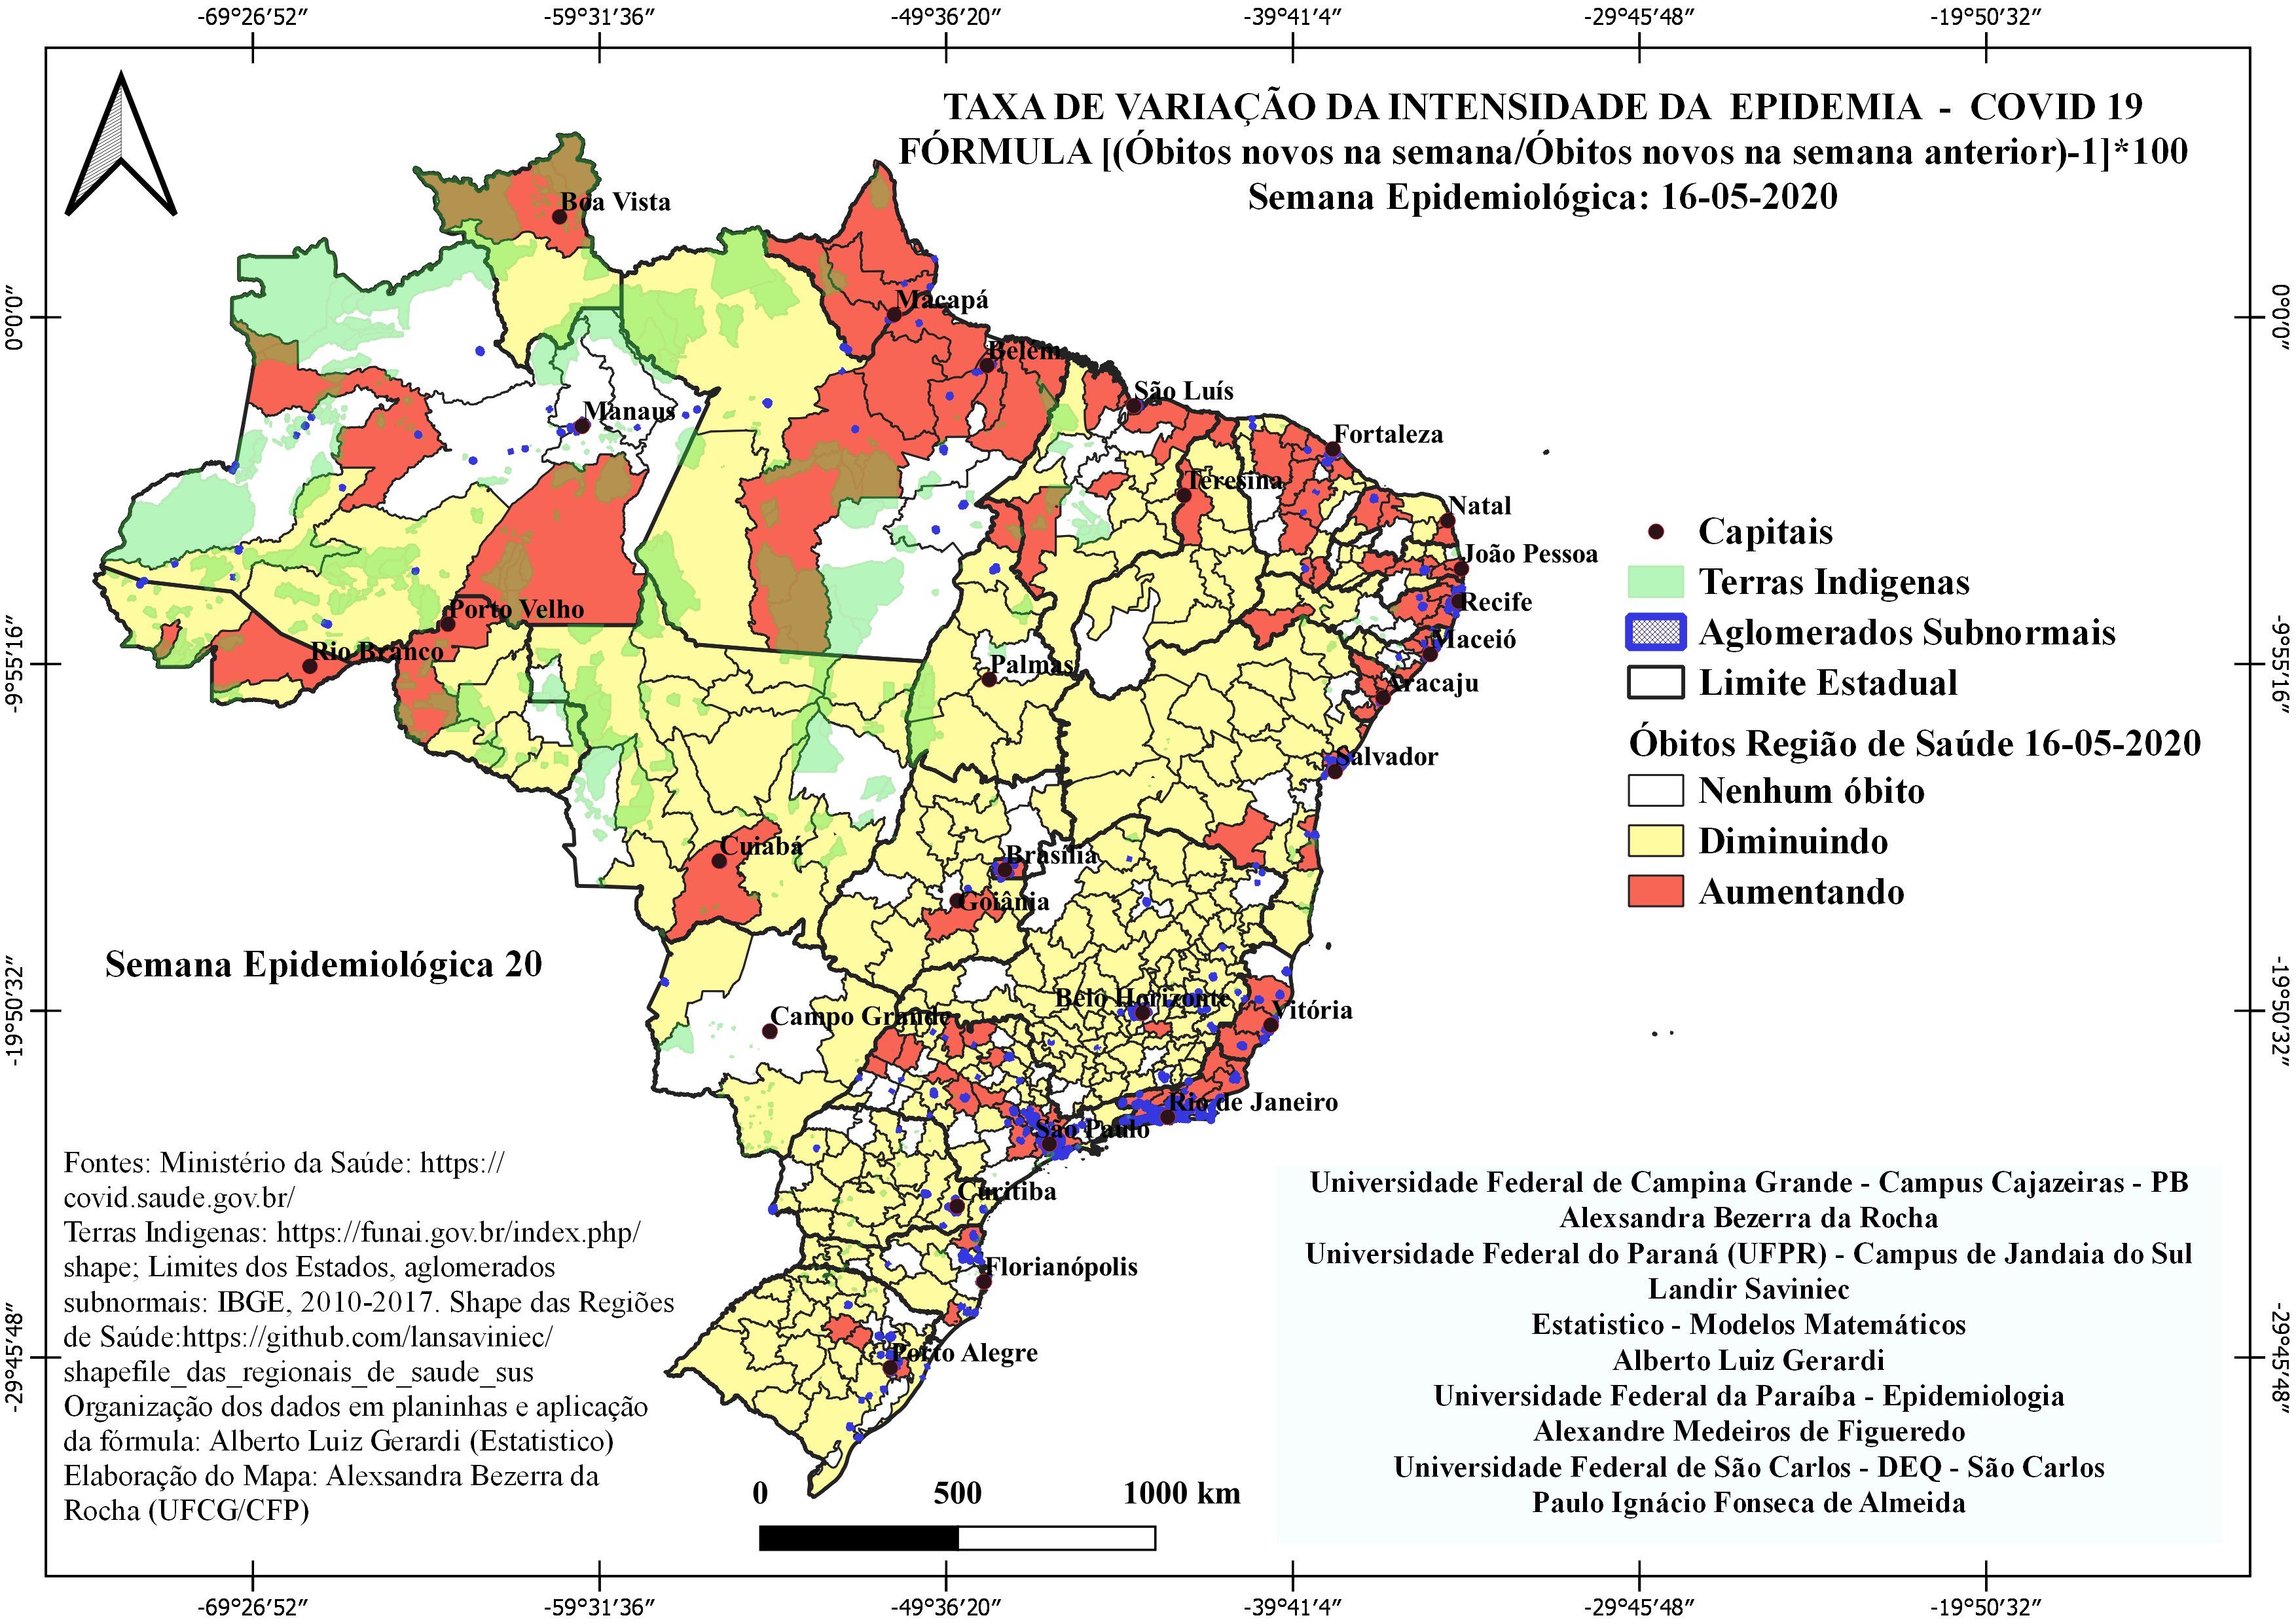 -69°26′52″ -59°31′36″ -49°36′20″ -39°41′4″ -29°45′48″ -19°50′32″
TAXA DE VARIAÇÃO DA INTENSIDADE DA EPIDEMIA - COVID 19
FÓRMULA [(Óbitos novos na semana/Óbitos novos na semana anterior)-1]*100
Semana Epidemiológica: 16-05-2020
0°0′0″
-9°55′16″
-19°50′32″
-29°45′48″
0°0′0″
-9°55′16″
-19°50′32″
-29°45′48″
Boa Vista
Macapá
Belém
São Luís
Manaus
Fortaleza
Teresina
Natal
João Pessoa
Recife
Porto Velho
Maceió
Rio Branco
Palmas
Aracaju
Salvador
Cuiabá
Brasília
Goiânia
Belo Horizonte
Vitória
Campo Grande
Rio de Janeiro
São Paulo
Curitiba
Florianópolis
Porto Alegre
Capitais
Terras Indigenas
Aglomerados Subnormais
Limite Estadual
Óbitos Região de Saúde 16-05-2020
Nenhum óbito
Diminuindo
Aumentando
Semana Epidemiológica 20
Fontes: Ministério da Saúde: https://
covid.saude.gov.br/
Terras Indigenas: https://funai.gov.br/index.php/
shape; Limites dos Estados, aglomerados
subnormais: IBGE, 2010-2017. Shape das Regiões
de Saúde:https://github.com/lansaviniec/
shapefile_das_regionais_de_saude_sus
Organização dos dados em planinhas e aplicação
da fórmula: Alberto Luiz Gerardi (Estatistico)
Elaboração do Mapa: Alexsandra Bezerra da
Rocha (UFCG/CFP)
0 500 1000 km
Universidade Federal de Campina Grande - Campus Cajazeiras - PB
Alexsandra Bezerra da Rocha
Universidade Federal do Paraná (UFPR) - Campus de Jandaia do Sul
Landir Saviniec
Estatistico - Modelos Matemáticos
Alberto Luiz Gerardi
Universidade Federal da Paraíba - Epidemiologia
Alexandre Medeiros de Figueredo
Universidade Federal de São Carlos - DEQ - São Carlos
Paulo Ignácio Fonseca de Almeida
-69°26′52″ -59°31′36″ -49°36′20″ -39°41′4″ -29°45′48″ -19°50′32″